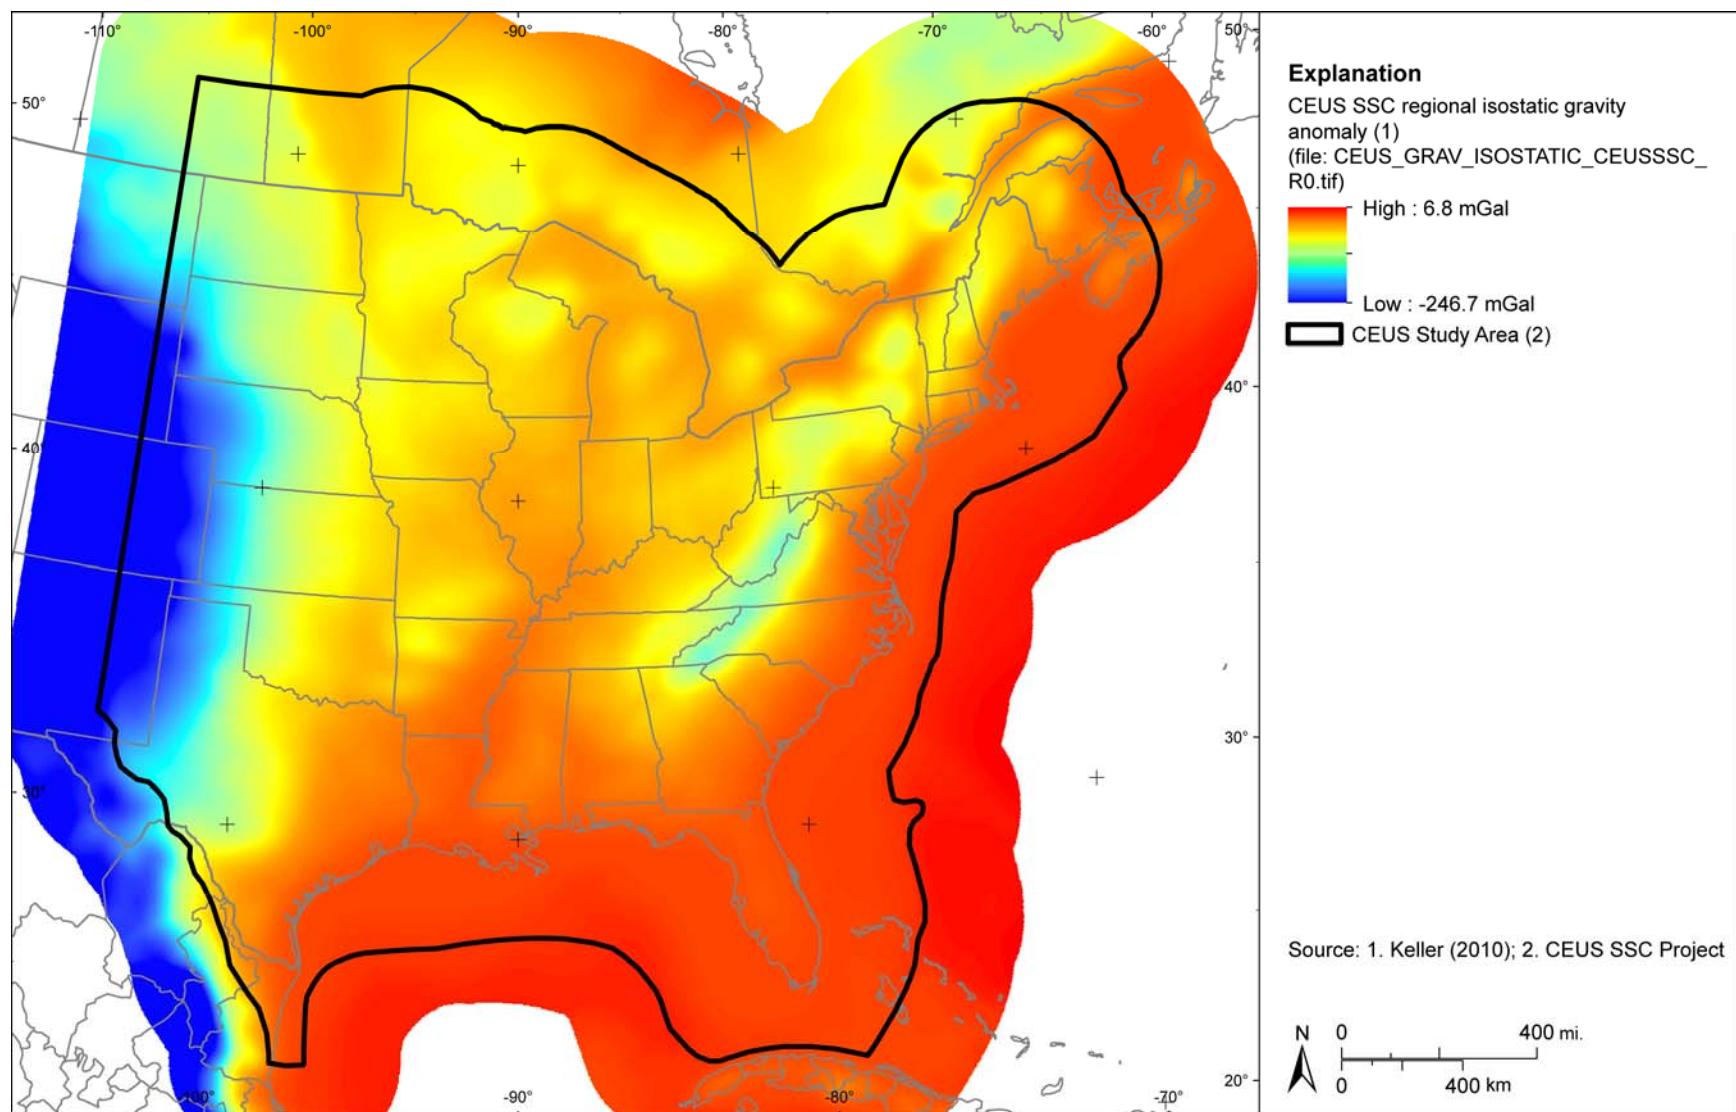 -110°
-100°
-90°
-80°
-70°
-60°
50°
50°
40°
40°
30°
30°
20°
-100°
-90°
-80°
-70°
Explanation
CEUS SSC regional isostatic gravity
anomaly (1)
(file: CEUS_GRAV_ISOSTATIC_CEUSSSC_
R0.tif)
High : 6.8 mGal
Low : -246.7 mGal
CEUS Study Area (2)
Source: 1. Keller (2010); 2. CEUS SSC Project
N
0 400 mi.
0 400 km